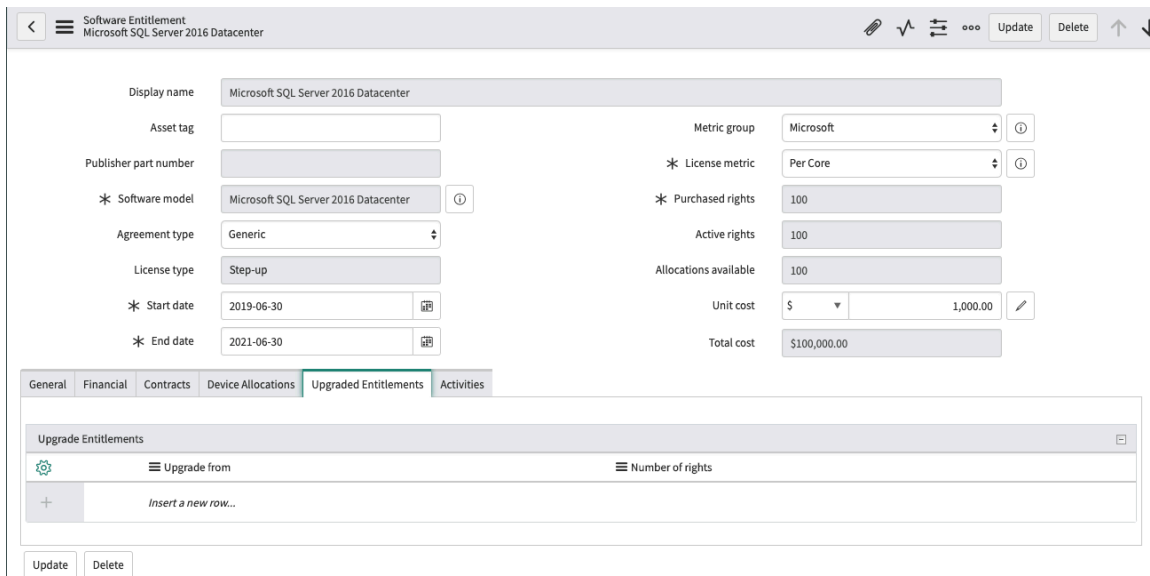 Software Entitlement
Microsoft SQL Server 2016 Datacenter
Update
Delete
Display name
Microsoft SQL Server 2016 Datacenter
Asset tag
Metric group
Microsoft
Publisher part number
License metric
Per Core
Software model
Microsoft SQL Server 2016 Datacenter
Purchased rights
100
Agreement type
Generic
Active rights
100
License type
Step-up
Allocations available
100
Start date
2019-06-30
Unit cost
$
1,000.00
End date
2021-06-30
Total cost
$100,000.00
General
Financial
Contracts
Device Allocations
Upgraded Entitlements
Activities
Upgrade Entitlements
Upgrade from
Number of rights
Insert a new row...
Update
Delete